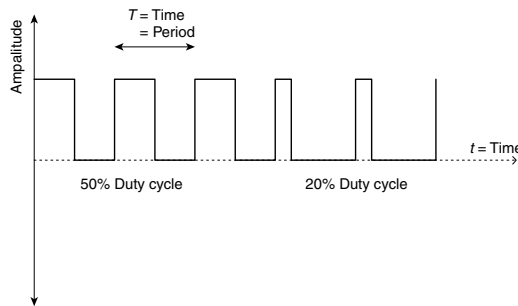 T = Time
= Period
Ampalitude
t = Time
50% Duty cycle
20% Duty cycle